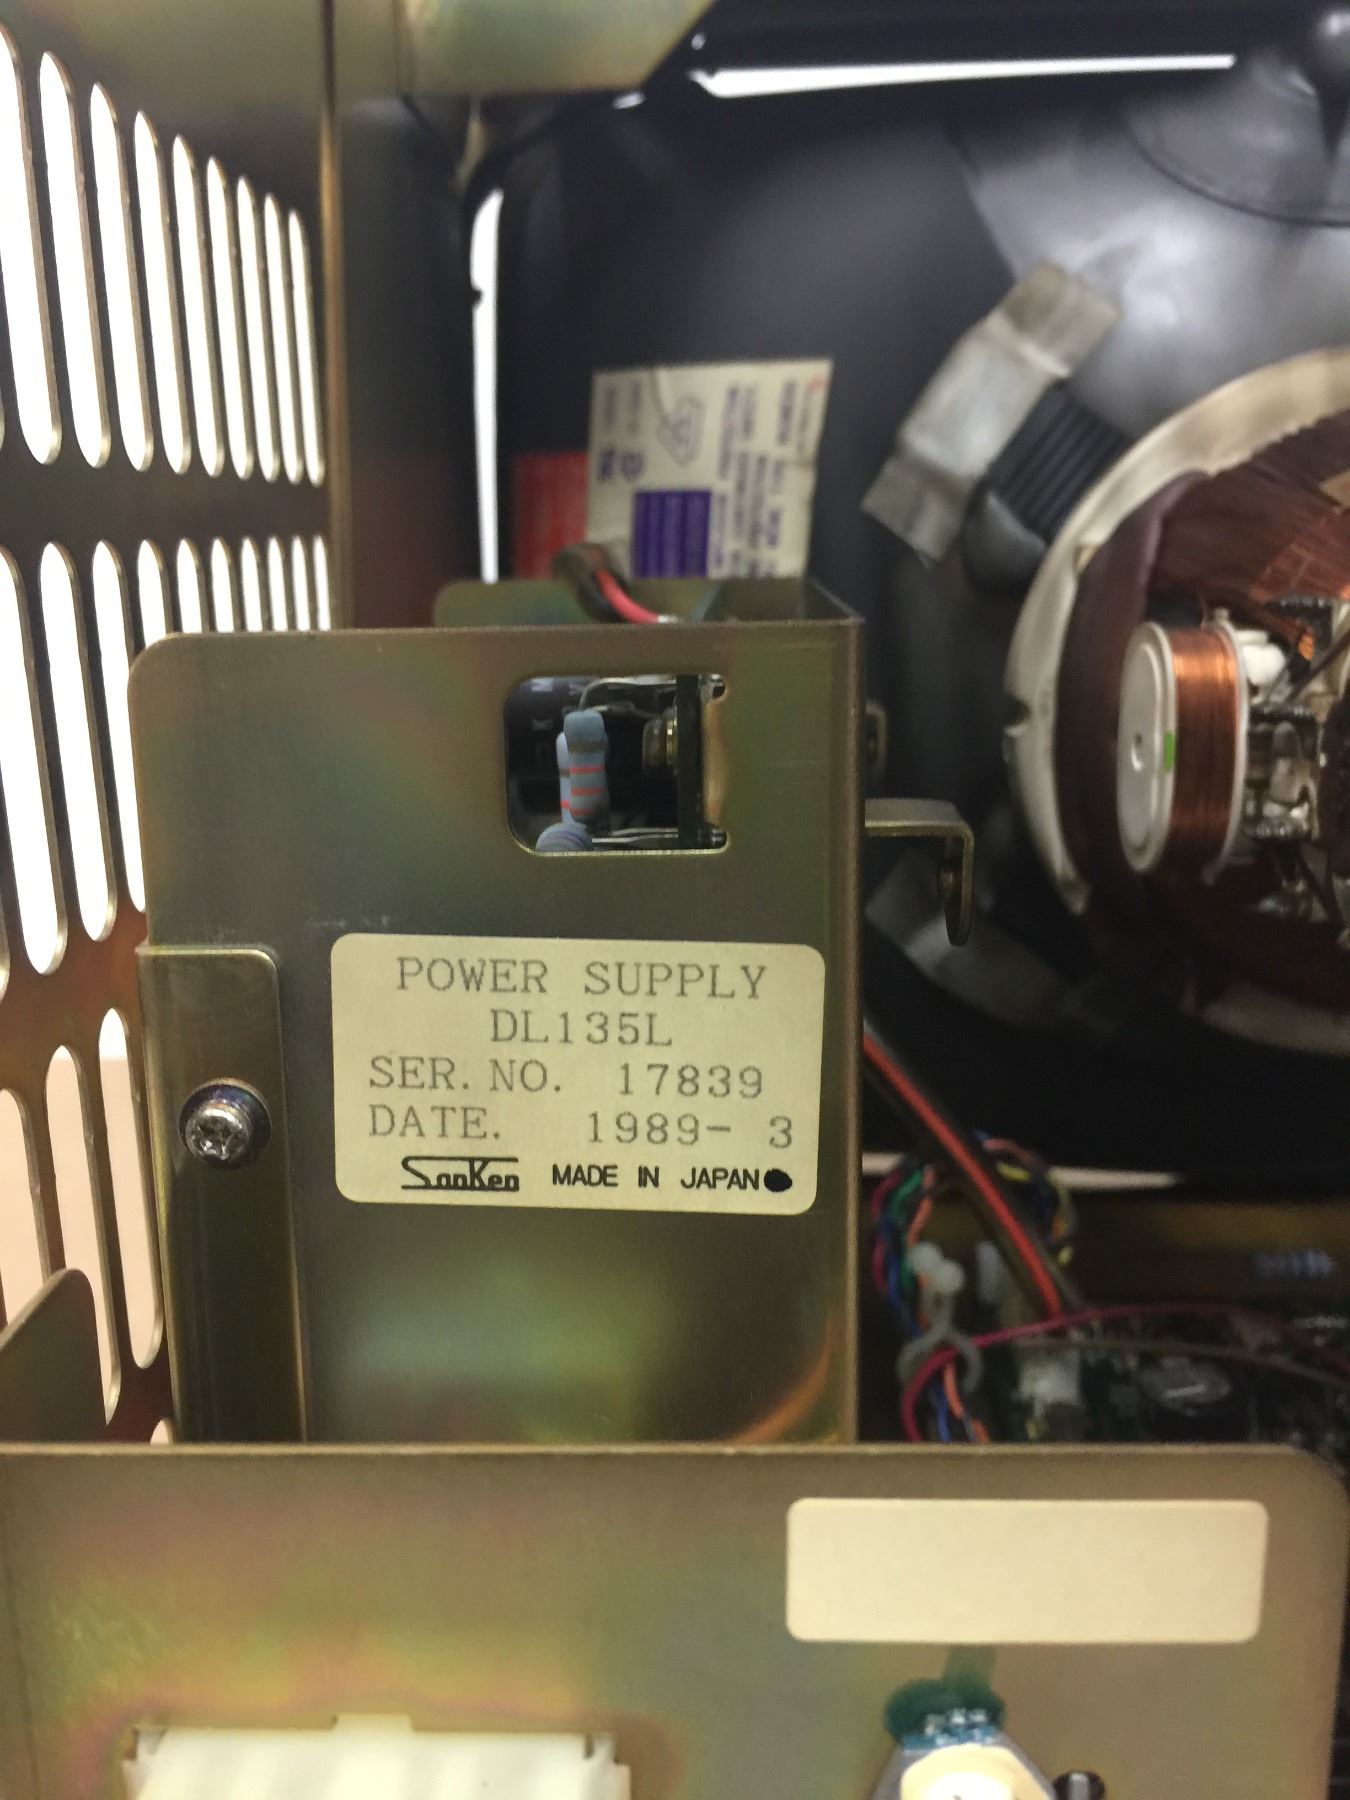 POWER SUPPLY
DL135L
SER. NO. 17839
DATE. 1989- 3
SanKen MADE IN JAPAN